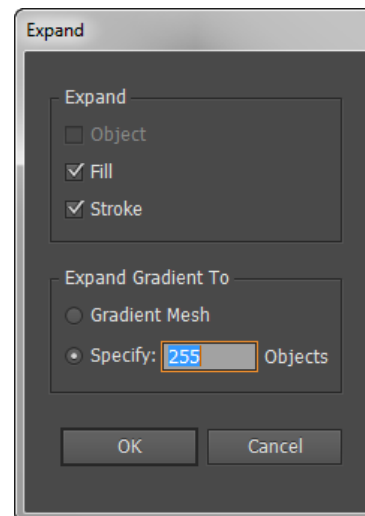 Expand
Expand
Object
Fill
Stroke
Expand Gradient To
Gradient Mesh
Specify: 255 Objects
OK Cancel